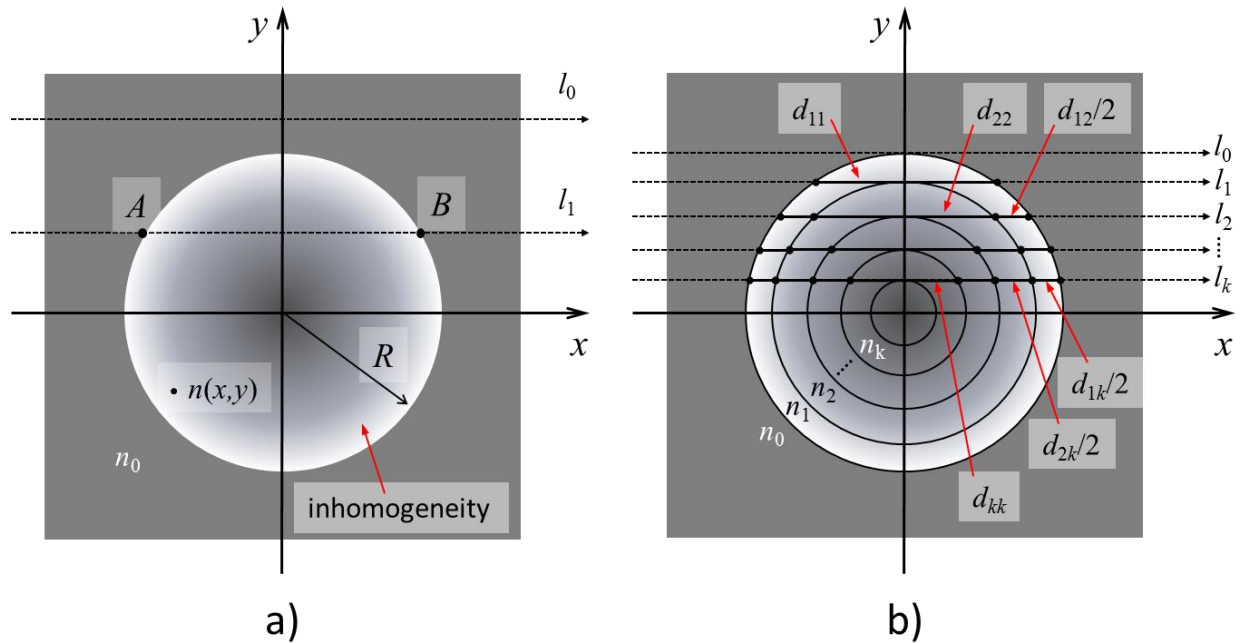 y
l₀
A
B
l₁
x
R
n(x,y)
n₀
inhomogeneity
a)
y
d₁₁
d₂₂
d₁₂/2
l₀
l₁
l₂
⋮
lₖ
x
nₖ
⋰
n₂
n₁
n₀
d₁ₖ/2
d₂ₖ/2
dₖₖ
b)